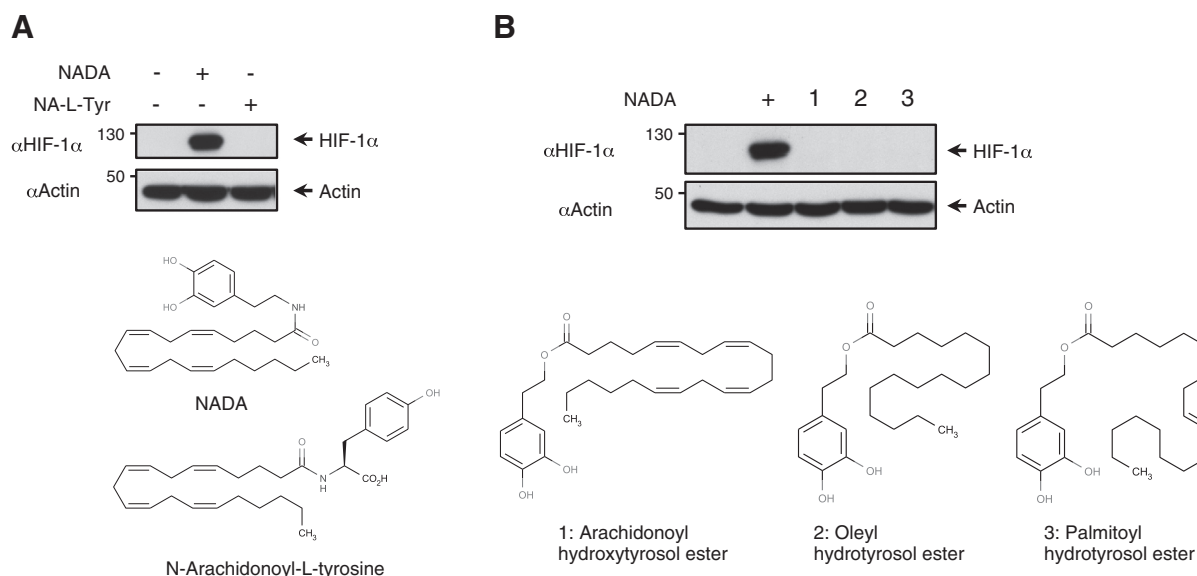 A
NADA - + -
NA-L-Tyr - - +
αHIF-1α 130 HIF-1α
αActin 50 Actin
HO
HO
NH
O
CH3
NADA
OH
O
N
H
CO2H
CH3
N-Arachidonoyl-L-tyrosine
B
NADA + 1 2 3
αHIF-1α 130 HIF-1α
αActin 50 Actin
O
O
CH3
OH
OH
1: Arachidonoyl
hydroxytyrosol ester
O
O
CH3
OH
OH
2: Oleyl
hydrotyrosol ester
O
O
CH3
OH
OH
3: Palmitoyl
hydrotyrosol ester